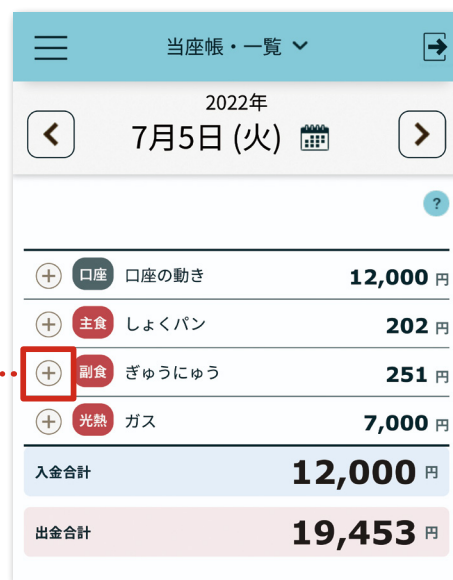 当座帳・一覧
2022年
7月5日 (火)
?
口座 口座の動き 12,000 円
主食 しょくパン 202 円
副食 ぎゅうにゅう 251 円
光熱 ガス 7,000 円
入金合計 12,000 円
出金合計 19,453 円